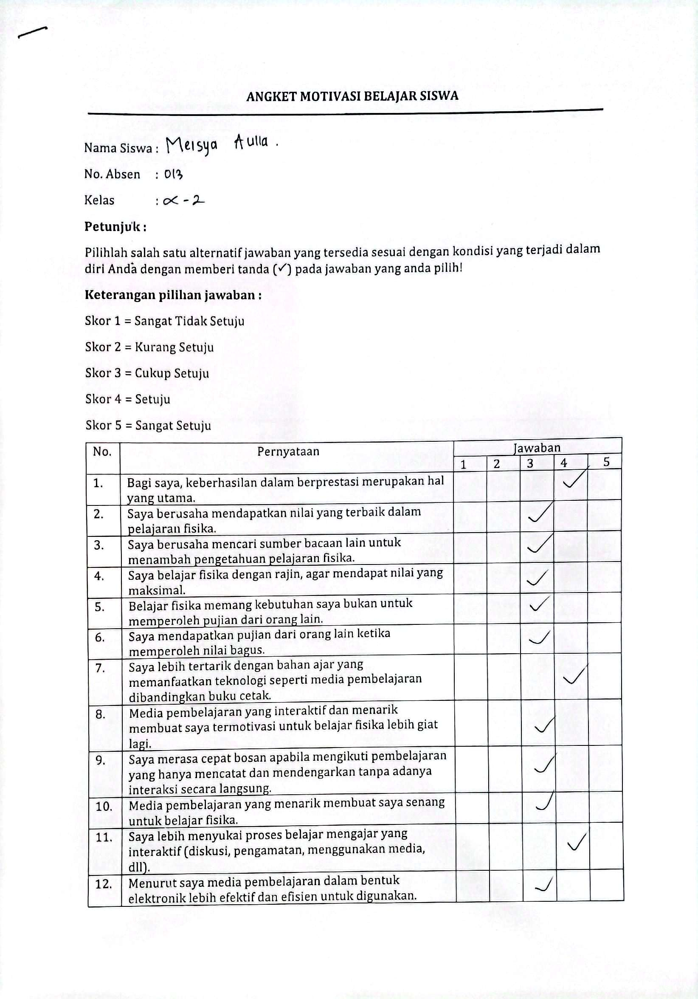 ANGKET MOTIVASI BELAJAR SISWA
Nama Siswa : Meisya Aulia .
No. Absen : 013
Kelas : α - 2
Petunjuk :
Pilihlah salah satu alternatif jawaban yang tersedia sesuai dengan kondisi yang terjadi dalam
diri Anda dengan memberi tanda (✓) pada jawaban yang anda pilih!
Keterangan pilihan jawaban :
Skor 1 = Sangat Tidak Setuju
Skor 2 = Kurang Setuju
Skor 3 = Cukup Setuju
Skor 4 = Setuju
Skor 5 = Sangat Setuju
No. Pernyataan Jawaban
1 2 3 4 5
1. Bagi saya, keberhasilan dalam berprestasi merupakan hal ✓
yang utama.
2. Saya berusaha mendapatkan nilai yang terbaik dalam ✓
pelajaran fisika.
3. Saya berusaha mencari sumber bacaan lain untuk ✓
menambah pengetahuan pelajaran fisika.
4. Saya belajar fisika dengan rajin, agar mendapat nilai yang ✓
maksimal.
5. Belajar fisika memang kebutuhan saya bukan untuk ✓
memperoleh pujian dari orang lain.
6. Saya mendapatkan pujian dari orang lain ketika ✓
memperoleh nilai bagus.
7. Saya lebih tertarik dengan bahan ajar yang
memanfaatkan teknologi seperti media pembelajaran ✓
dibandingkan buku cetak.
8. Media pembelajaran yang interaktif dan menarik
membuat saya termotivasi untuk belajar fisika lebih giat ✓
lagi.
9. Saya merasa cepat bosan apabila mengikuti pembelajaran
yang hanya mencatat dan mendengarkan tanpa adanya ✓
interaksi secara langsung.
10. Media pembelajaran yang menarik membuat saya senang ✓
untuk belajar fisika.
11. Saya lebih menyukai proses belajar mengajar yang
interaktif (diskusi, pengamatan, menggunakan media, ✓
dll).
12. Menurut saya media pembelajaran dalam bentuk ✓
elektronik lebih efektif dan efisien untuk digunakan.